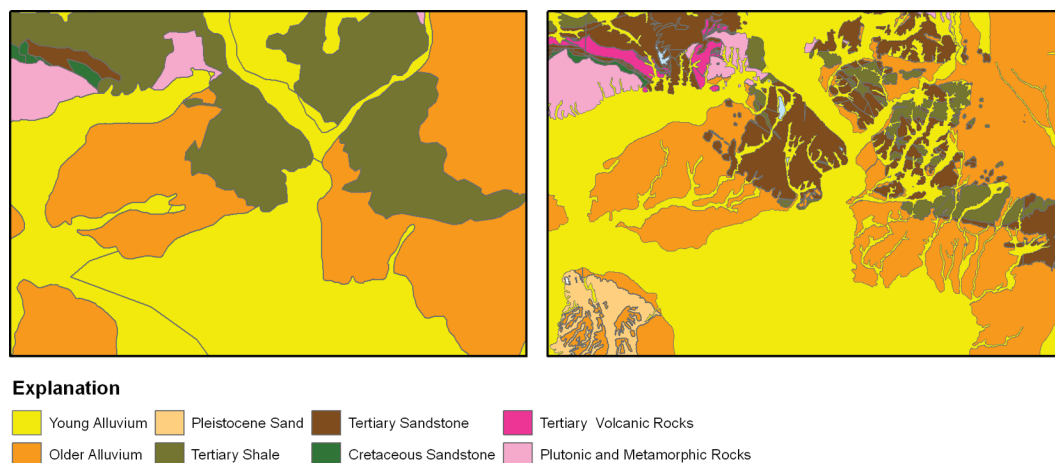 Explanation
Young Alluvium Pleistocene Sand Tertiary Sandstone Tertiary Volcanic Rocks
Older Alluvium Tertiary Shale Cretaceous Sandstone Plutonic and Metamorphic Rocks